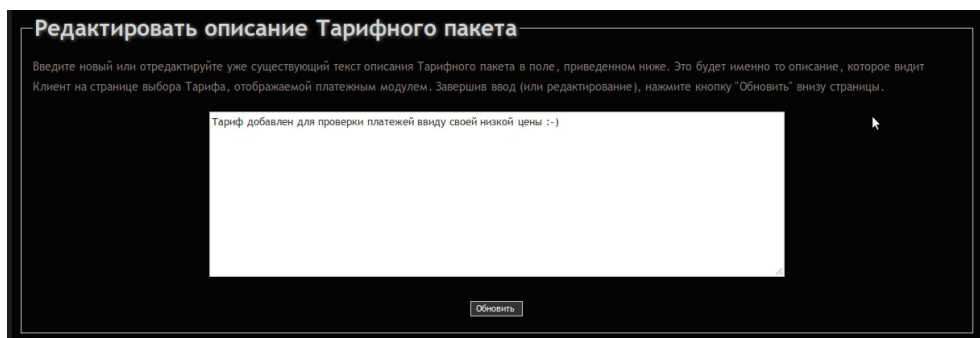 Редактировать описание Тарифного пакета
Введите новый или отредактируйте уже существующий текст описания Тарифного пакета в поле, приведенном ниже. Это будет именно то описание, которое видит
Клиент на странице выбора Тарифа, отображаемой платежным модулем. Завершив ввод (или редактирование), нажмите кнопку "Обновить" внизу страницы.
Тариф добавлен для проверки платежей ввиду своей низкой цены :-)
Обновить